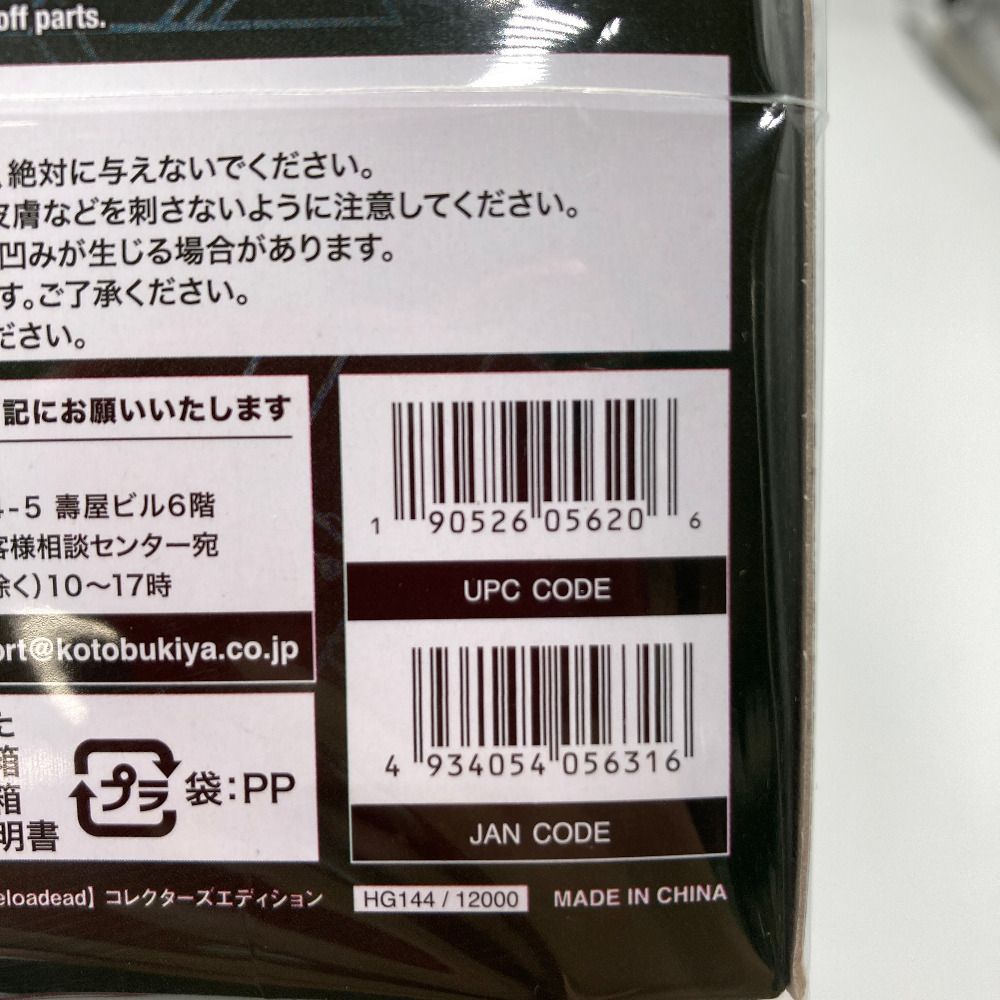 off parts.
絶対に与えないでください。
皮膚などを刺さないように注意してください。
凹みが生じる場合があります。
す。ご了承ください。
ださい。
記にお願いいたします
4-5 壽屋ビル6階
客様相談センター宛
除く)10～17時
ort@kotobukiya.co.jp
た
箱
箱
明書
プラ
袋:PP
1 90526 05620 6
UPC CODE
4 934054 056316
JAN CODE
eloadead】コレクターズエディション
HG144 / 12000
MADE IN CHINA